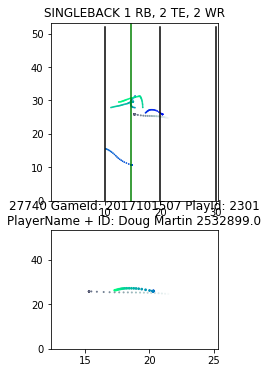 SINGLEBACK 1 RB, 2 TE, 2 WR
50
40
30
20
10
0
10 20 30
27740 GameId: 2017101507 PlayId: 2301
PlayerName + ID: Doug Martin 2532899.0
40
20
0
15 20 25